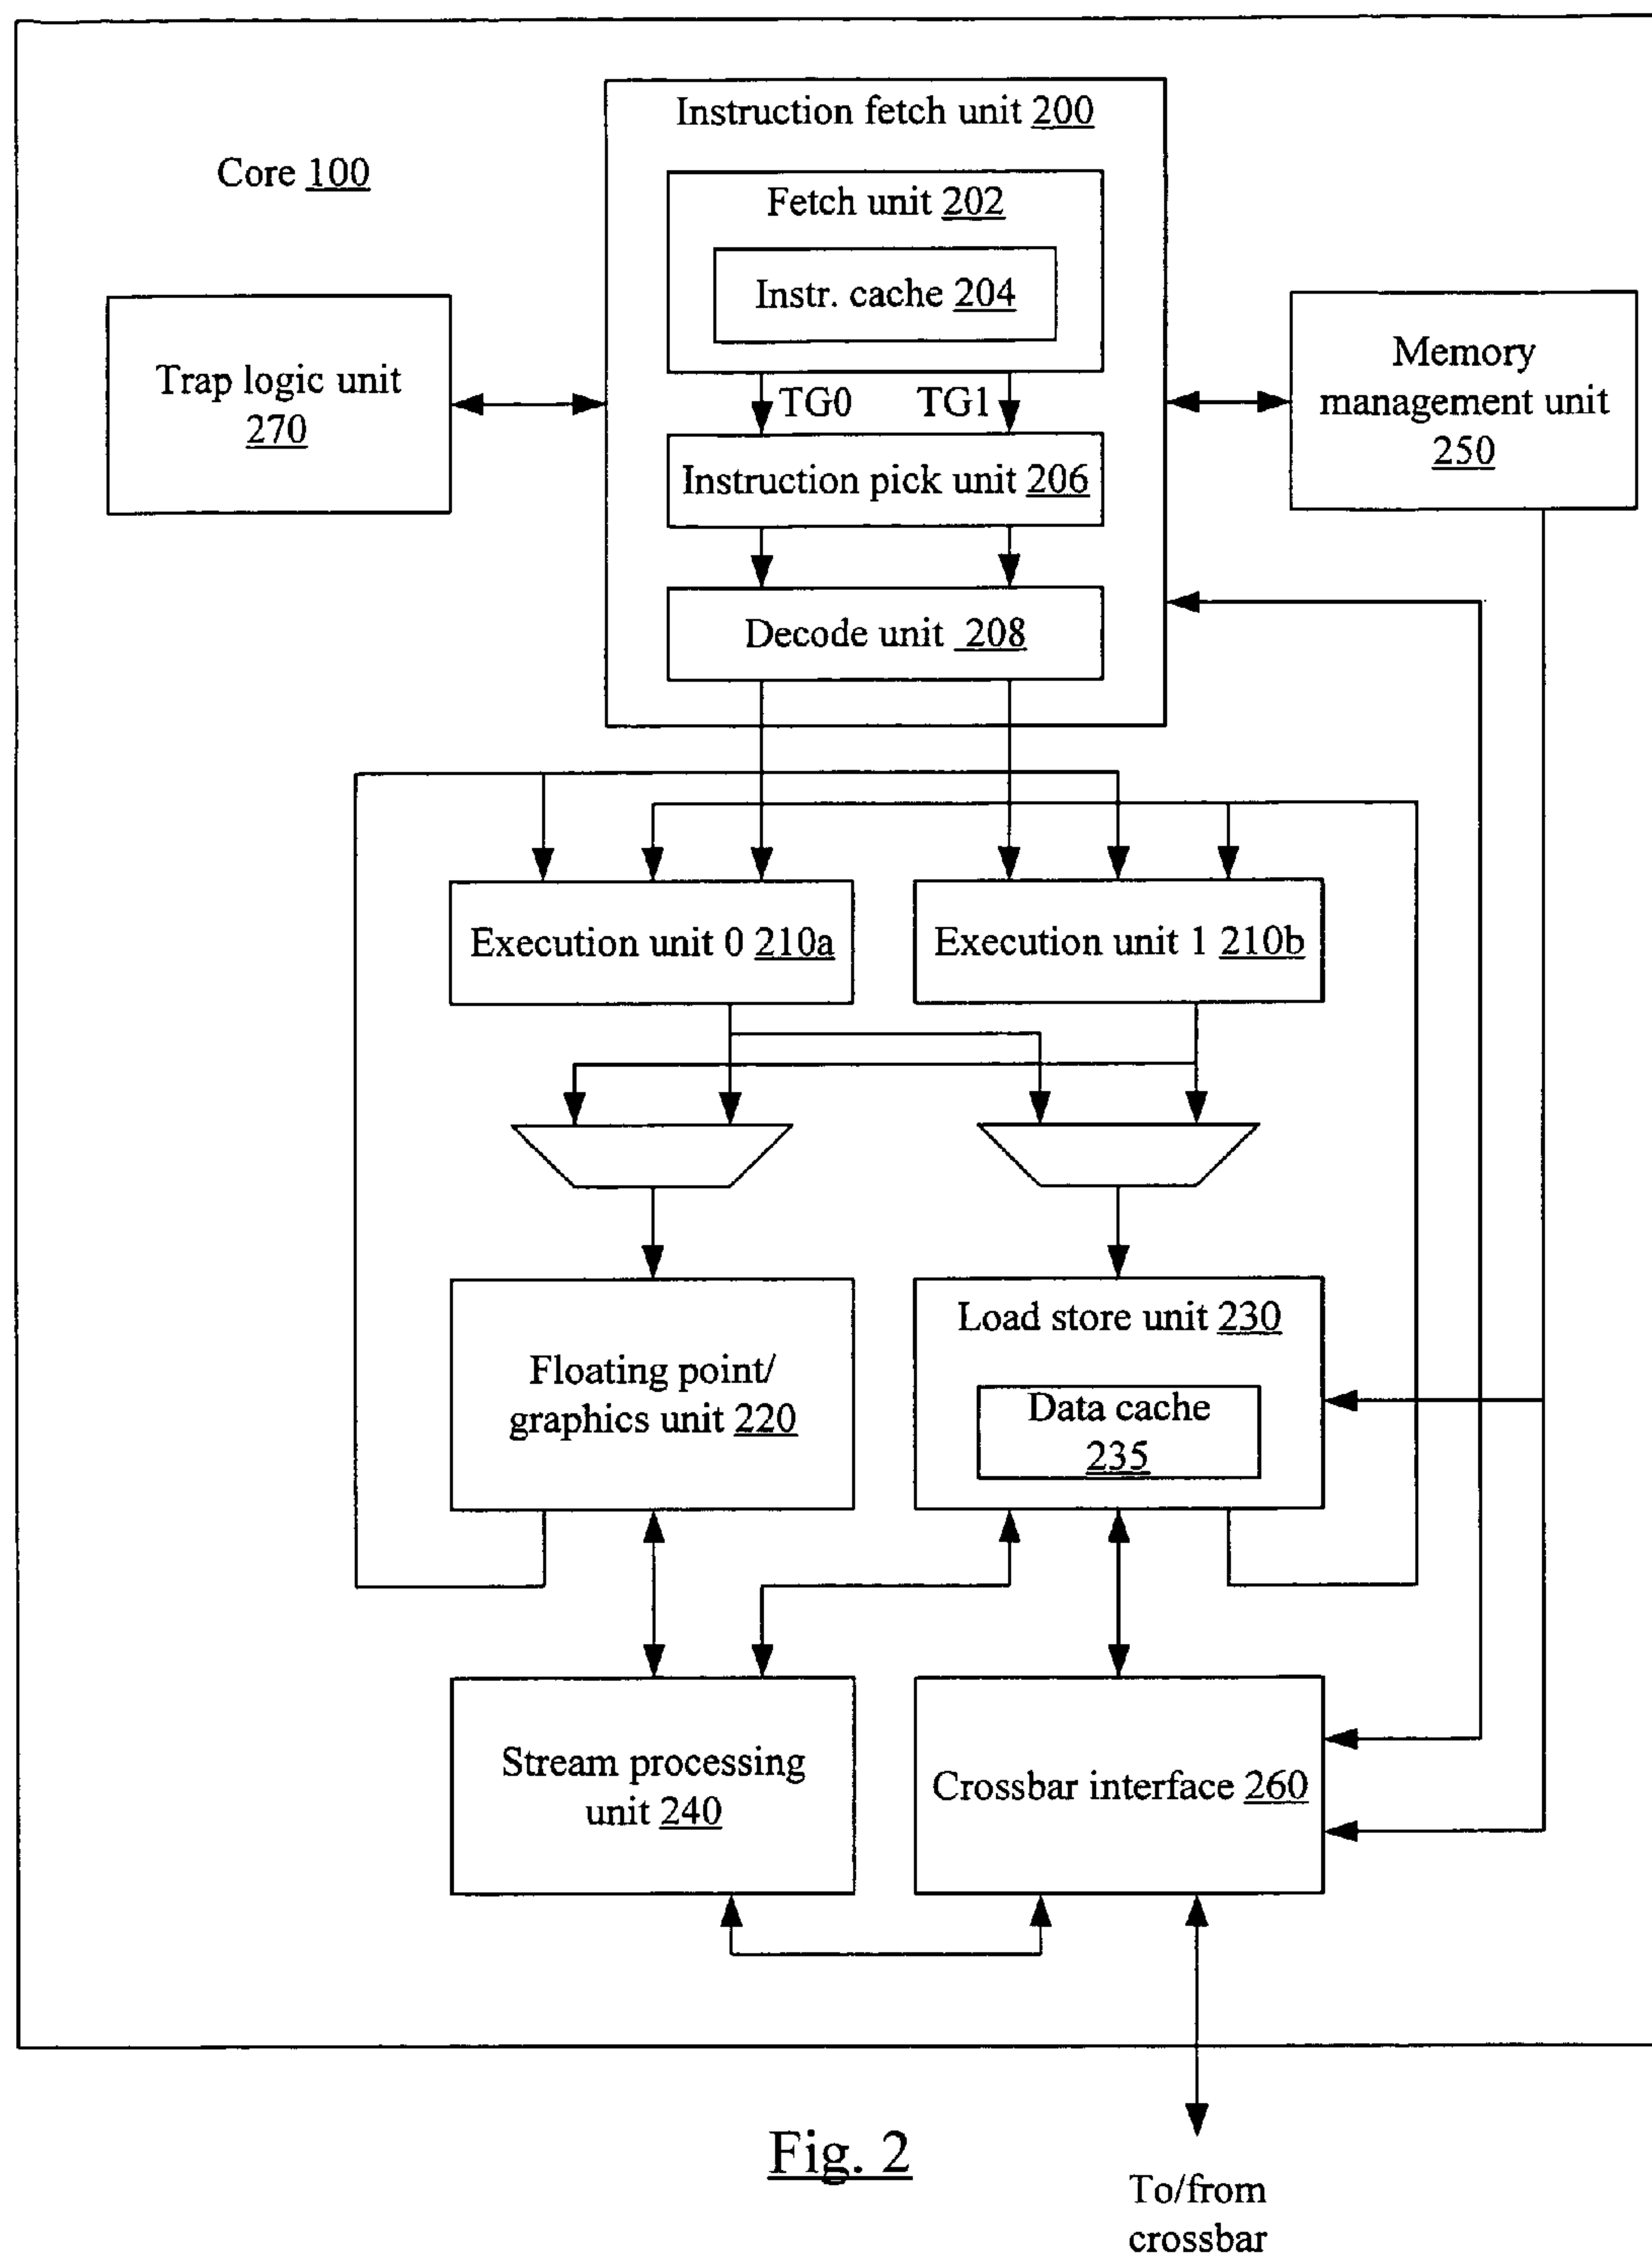 Instruction fetch unit 200
Core 100
Fetch unit 202
Instr. cache 204
Trap logic unit
270
Memory
management unit
250
TG0
TG1
Instruction pick unit 206
Decode unit 208
Execution unit 0 210a
Execution unit 1 210b
Floating point/
graphics unit 220
Load store unit 230
Data cache
235
Stream processing
unit 240
Crossbar interface 260
Fig. 2
To/from
crossbar